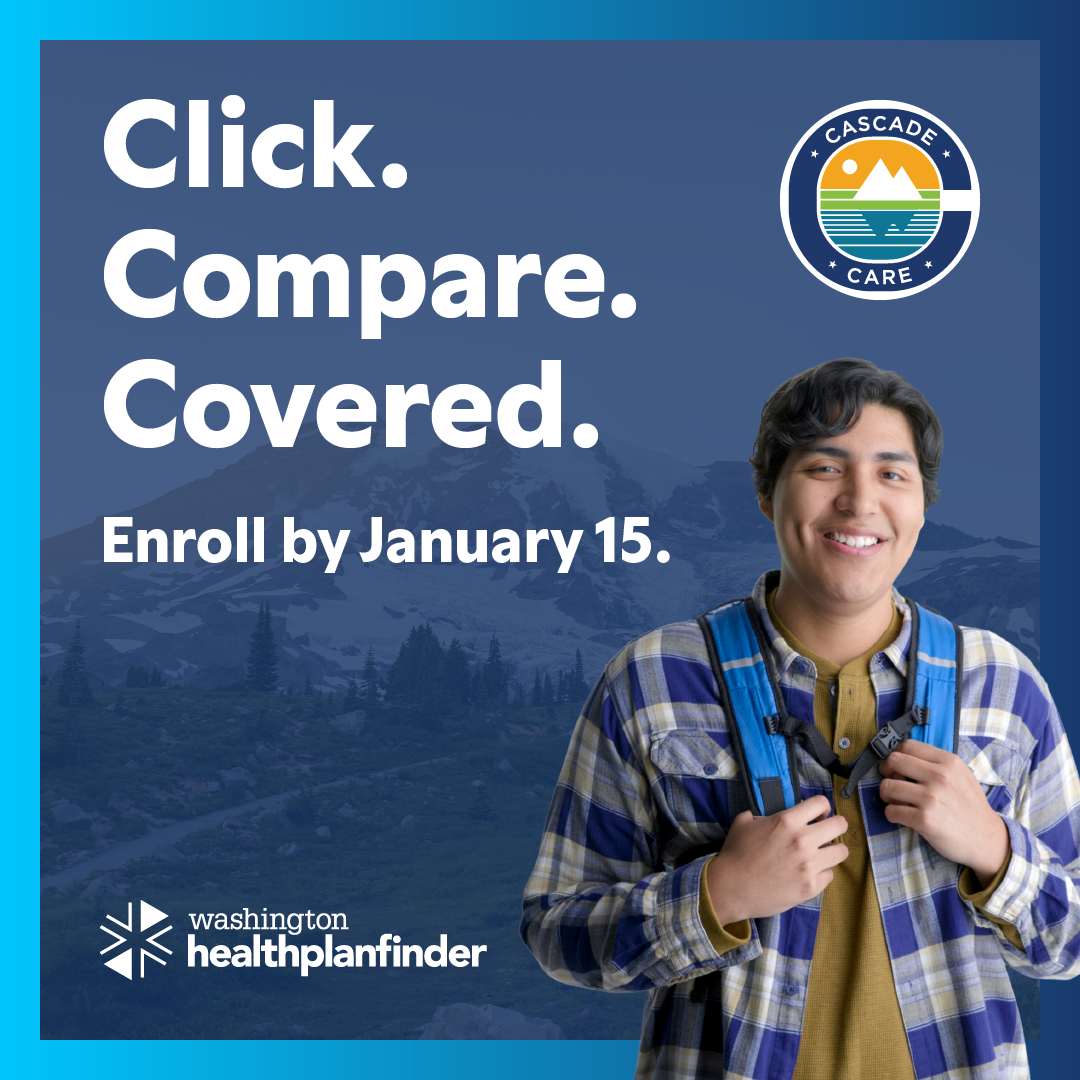 Click.
Compare.
Covered.
Enroll by January 15.
CASCADE
CARE
washington
healthplanfinder